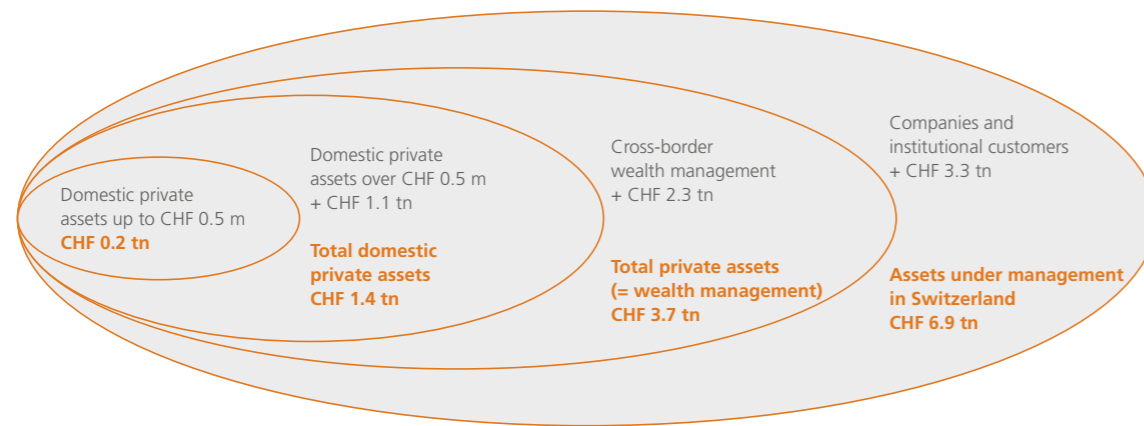 Domestic private
assets up to CHF 0.5 m
CHF 0.2 tn
Domestic private
assets over CHF 0.5 m
+ CHF 1.1 tn
Total domestic
private assets
CHF 1.4 tn
Cross-border
wealth management
+ CHF 2.3 tn
Total private assets
(= wealth management)
CHF 3.7 tn
Companies and
institutional customers
+ CHF 3.3 tn
Assets under management
in Switzerland
CHF 6.9 tn